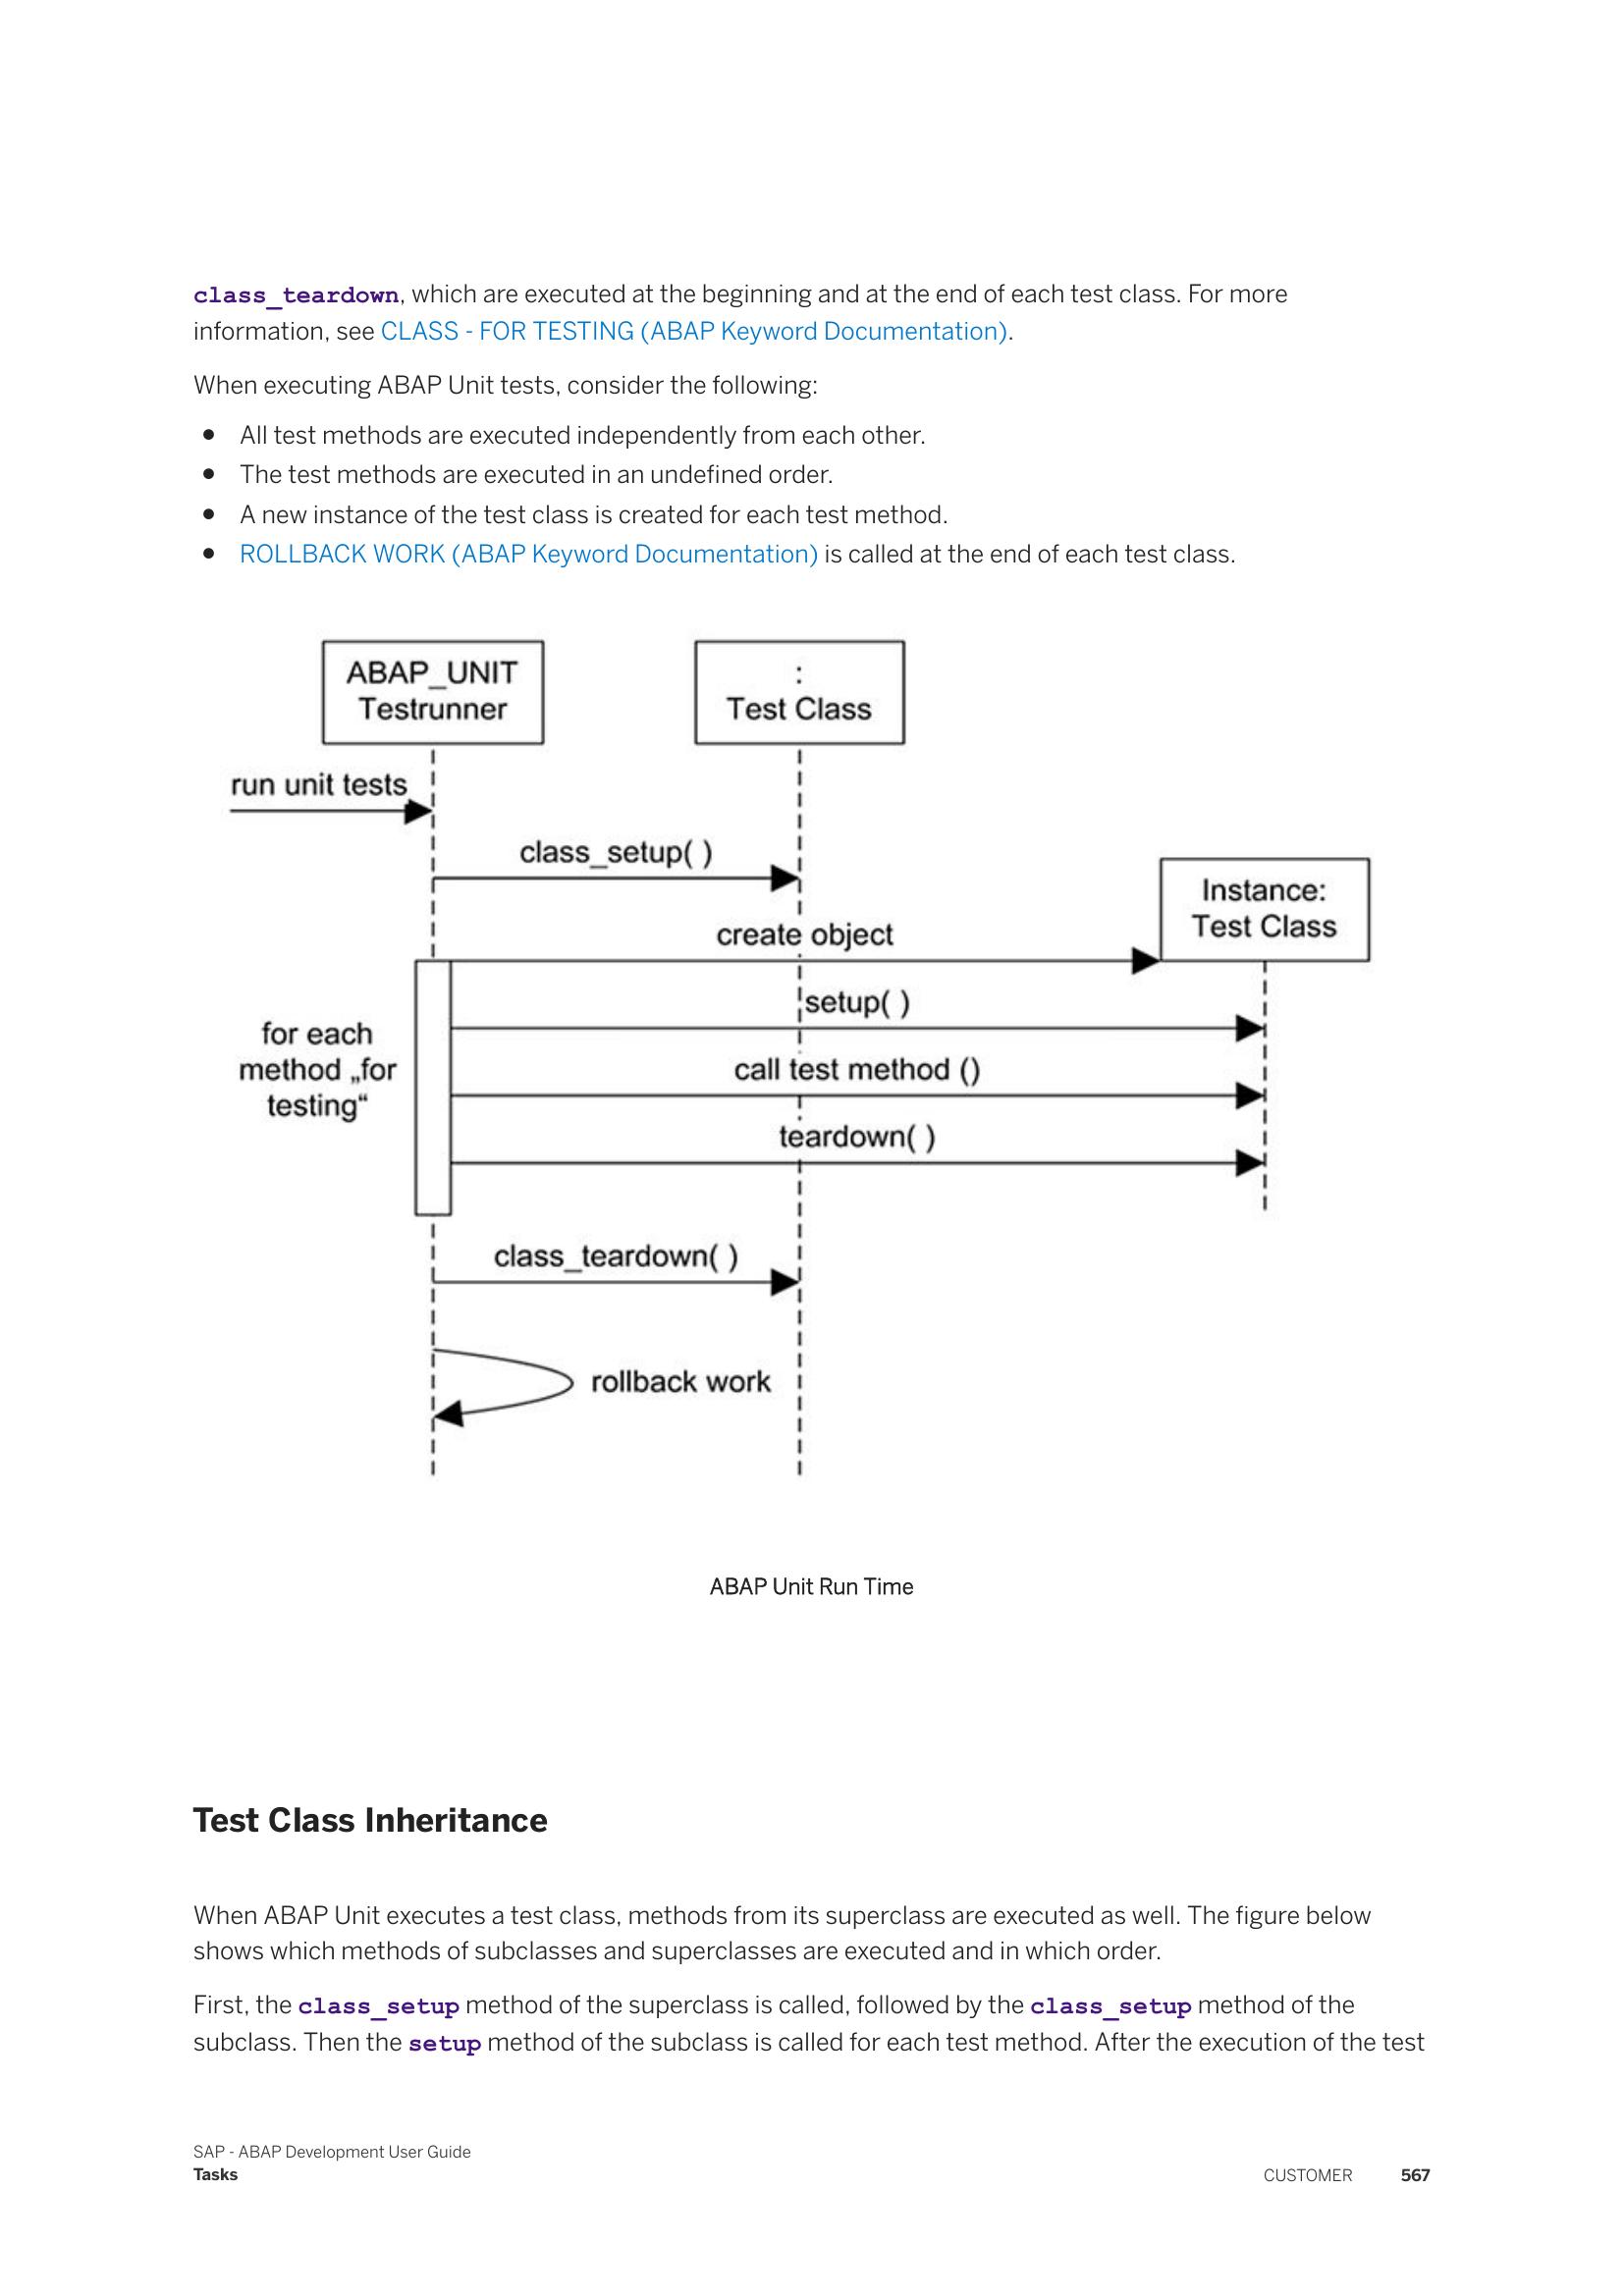 class_teardown, which are executed at the beginning and at the end of each test class. For more
information, see CLASS - FOR TESTING (ABAP Keyword Documentation).
When executing ABAP Unit tests, consider the following:
● All test methods are executed independently from each other.
● The test methods are executed in an undefined order.
● A new instance of the test class is created for each test method.
● ROLLBACK WORK (ABAP Keyword Documentation) is called at the end of each test class.
ABAP_UNIT
Testrunner
:
Test Class
run unit tests
class_setup( )
Instance:
Test Class
create object
setup( )
for each
method „for
testing“
call test method ()
teardown( )
class_teardown( )
rollback work
ABAP Unit Run Time
Test Class Inheritance
When ABAP Unit executes a test class, methods from its superclass are executed as well. The figure below
shows which methods of subclasses and superclasses are executed and in which order.
First, the class_setup method of the superclass is called, followed by the class_setup method of the
subclass. Then the setup method of the subclass is called for each test method. After the execution of the test
SAP - ABAP Development User Guide
Tasks
CUSTOMER 567